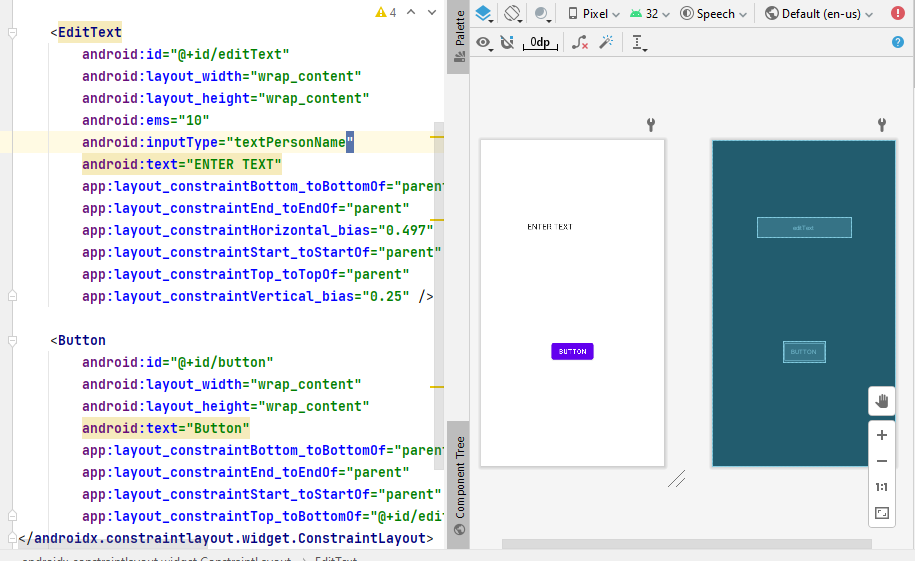 4
<EditText
android:id="@+id/editText"
android:layout_width="wrap_content"
android:layout_height="wrap_content"
android:ems="10"
android:inputType="textPersonName"
android:text="ENTER TEXT"
app:layout_constraintBottom_toBottomOf="paren
app:layout_constraintEnd_toEndOf="parent"
app:layout_constraintHorizontal_bias="0.497"
app:layout_constraintStart_toStartOf="parent"
app:layout_constraintTop_toTopOf="parent"
app:layout_constraintVertical_bias="0.25" />
<Button
android:id="@+id/button"
android:layout_width="wrap_content"
android:layout_height="wrap_content"
android:text="Button"
app:layout_constraintBottom_toBottomOf="paren
app:layout_constraintEnd_toEndOf="parent"
app:layout_constraintStart_toStartOf="parent"
app:layout_constraintTop_toBottomOf="@+id/edi
</androidx.constraintlayout.widget.ConstraintLayout>
androidx.constraintlayout.widget.ConstraintLayout > EditText
Palette
Component Tree
Pixel 32 Speech Default (en-us)
0dp
ENTER TEXT
BUTTON
editText
BUTTON
1:1